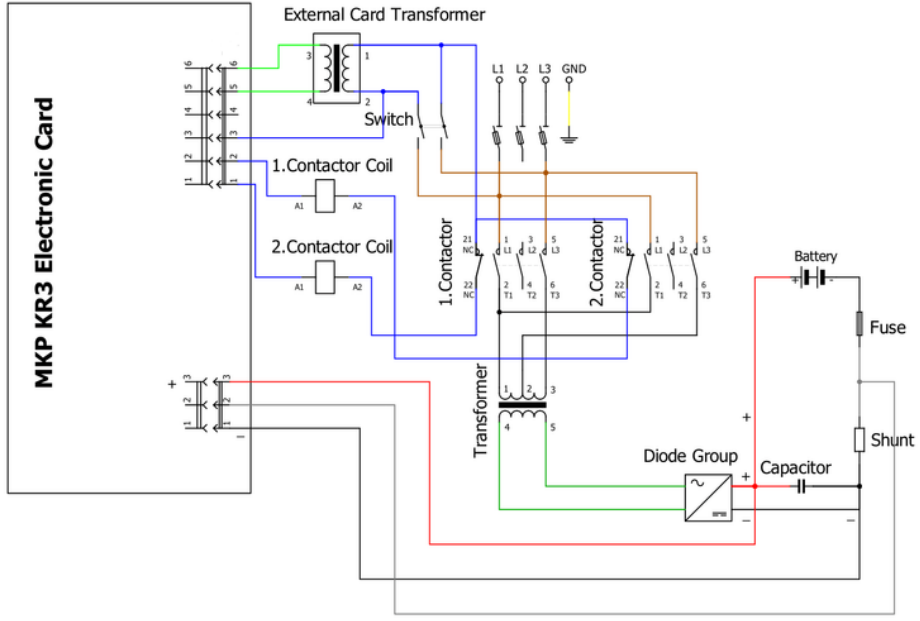 External Card Transformer
MKP KR3 Electronic Card
6
5
4
3
2
1
6
5
4
3
2
1
3
4
1
2
Switch
L1 L2 L3 GND
1.Contactor Coil
A1 A2
2.Contactor Coil
A1 A2
1.Contactor
21
NC
1
L1
3
L2
5
L3
22
NC
2
T1
4
T2
6
T3
2.Contactor
21
NC
1
L1
3
L2
5
L3
22
NC
2
T1
4
T2
6
T3
Battery
+ -
Fuse
Shunt
Transformer
1 2 3
4 5
Diode Group
Capacitor
+
+
−
−
+
3
2
1
3
2
1
−